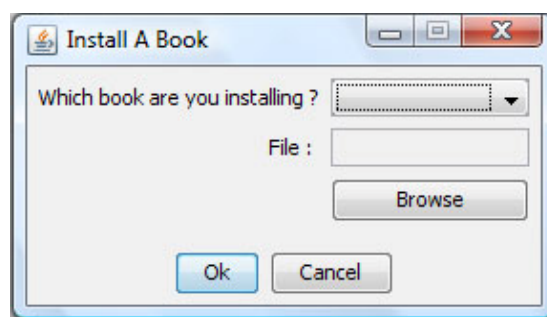 Install A Book
Which book are you installing ?
File :
Browse
Ok Cancel